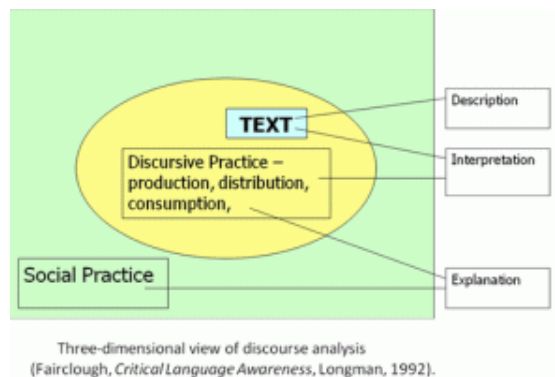 TEXT
Description
Discursive Practice –
production, distribution,
consumption,
Interpretation
Social Practice
Explanation
Three-dimensional view of discourse analysis
(Fairclough, Critical Language Awareness, Longman, 1992).